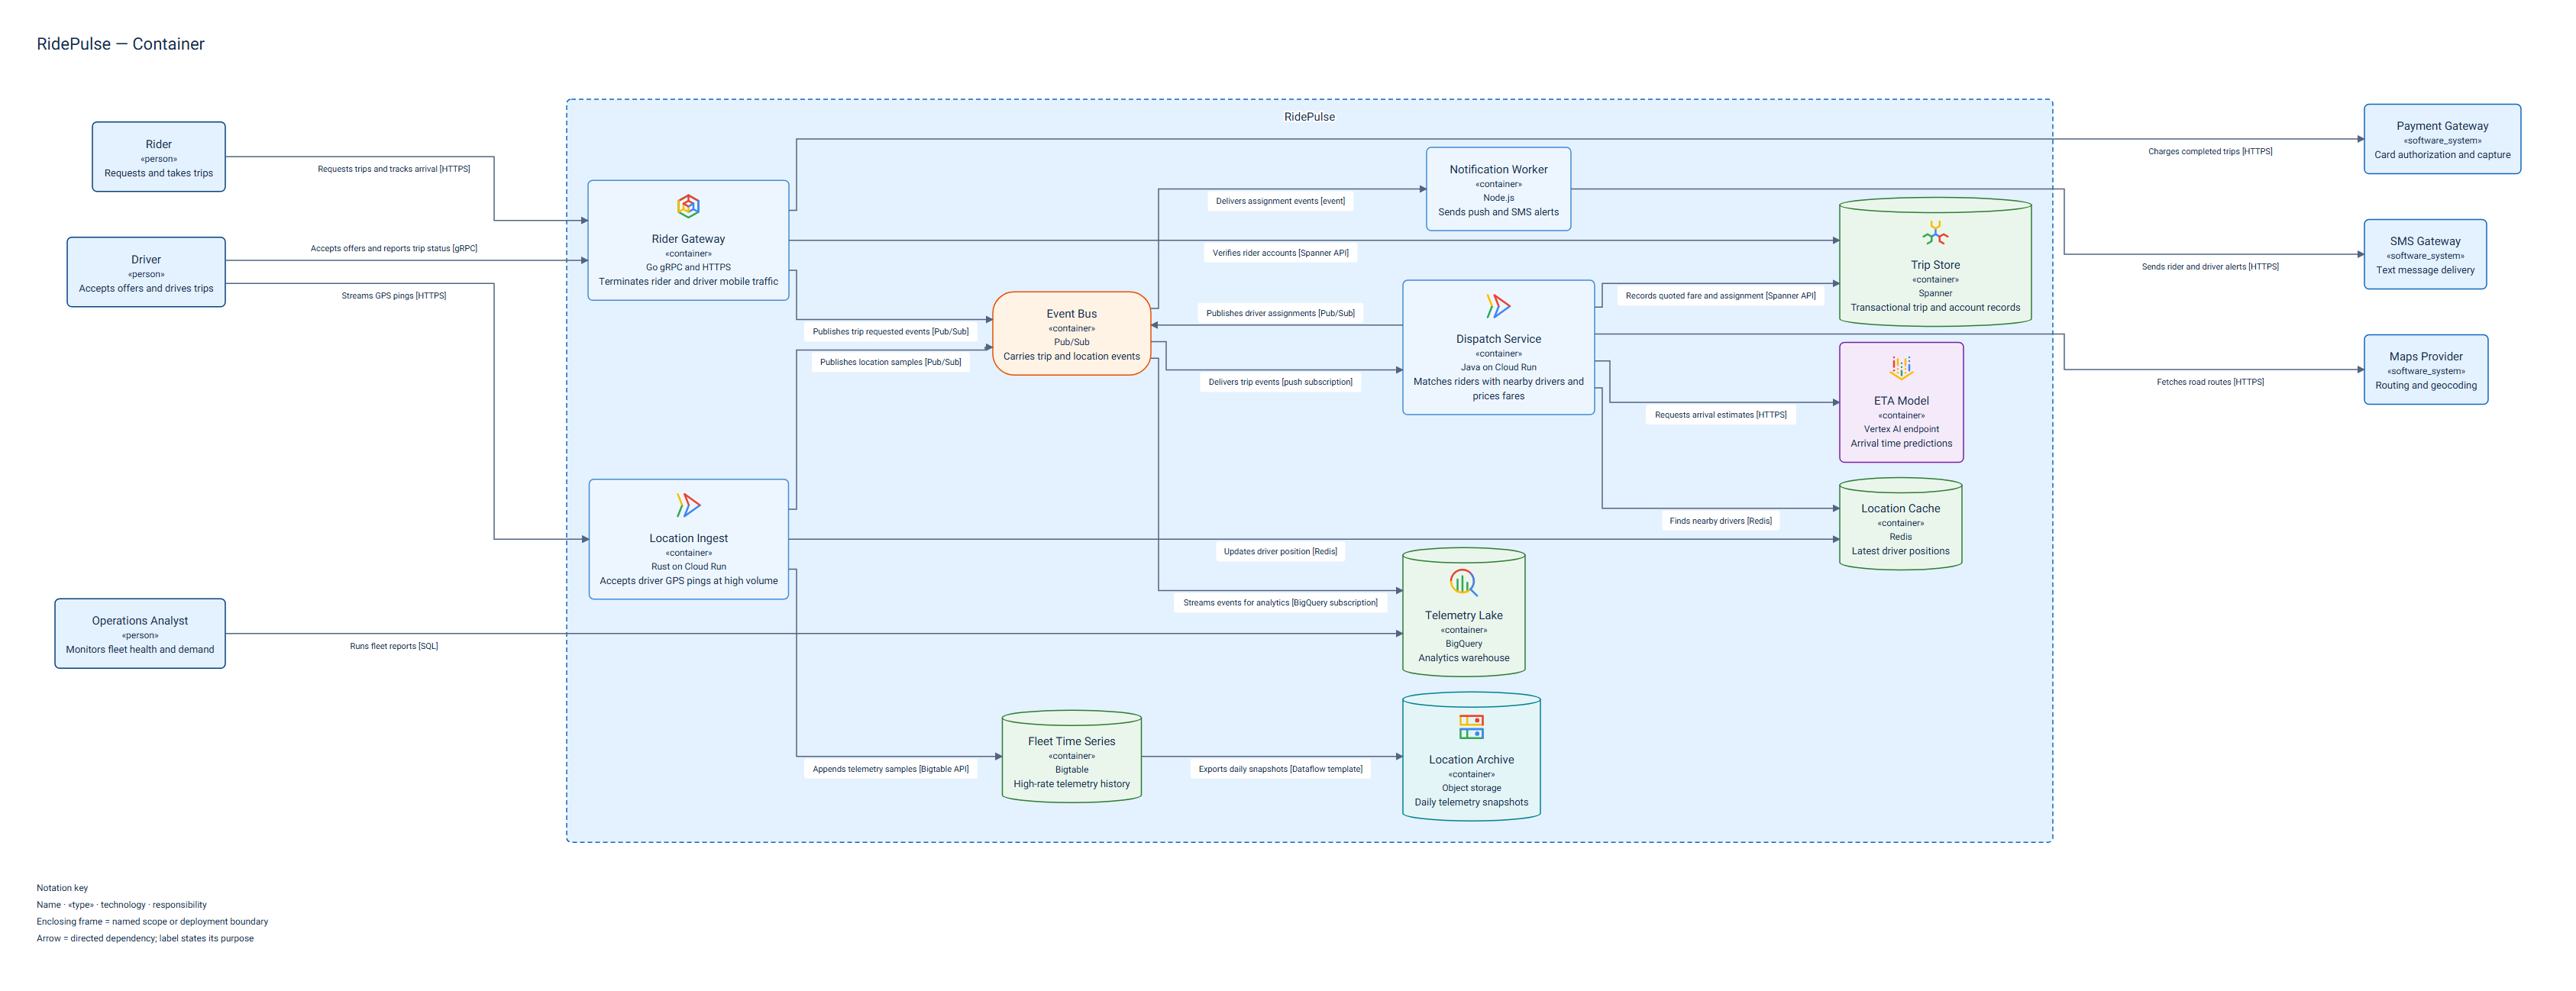 RidePulse — Container
RidePulse
Rider
«person»
Requests and takes trips
Requests trips and tracks arrival [HTTPS]
Driver
«person»
Accepts offers and drives trips
Accepts offers and reports trip status [gRPC]
Streams GPS pings [HTTPS]
Operations Analyst
«person»
Monitors fleet health and demand
Runs fleet reports [SQL]
Rider Gateway
«container»
Go gRPC and HTTPS
Terminates rider and driver mobile traffic
Location Ingest
«container»
Rust on Cloud Run
Accepts driver GPS pings at high volume
Publishes trip requested events [Pub/Sub]
Publishes location samples [Pub/Sub]
Appends telemetry samples [Bigtable API]
Event Bus
«container»
Pub/Sub
Carries trip and location events
Fleet Time Series
«container»
Bigtable
High-rate telemetry history
Delivers assignment events [event]
Verifies rider accounts [Spanner API]
Publishes driver assignments [Pub/Sub]
Delivers trip events [push subscription]
Updates driver position [Redis]
Streams events for analytics [BigQuery subscription]
Exports daily snapshots [Dataflow template]
Notification Worker
«container»
Node.js
Sends push and SMS alerts
Dispatch Service
«container»
Java on Cloud Run
Matches riders with nearby drivers and
prices fares
Telemetry Lake
«container»
BigQuery
Analytics warehouse
Location Archive
«container»
Object storage
Daily telemetry snapshots
Records quoted fare and assignment [Spanner API]
Requests arrival estimates [HTTPS]
Finds nearby drivers [Redis]
Trip Store
«container»
Spanner
Transactional trip and account records
ETA Model
«container»
Vertex AI endpoint
Arrival time predictions
Location Cache
«container»
Redis
Latest driver positions
Charges completed trips [HTTPS]
Sends rider and driver alerts [HTTPS]
Fetches road routes [HTTPS]
Payment Gateway
«software_system»
Card authorization and capture
SMS Gateway
«software_system»
Text message delivery
Maps Provider
«software_system»
Routing and geocoding
Notation key
Name · «type» · technology · responsibility
Enclosing frame = named scope or deployment boundary
Arrow = directed dependency; label states its purpose